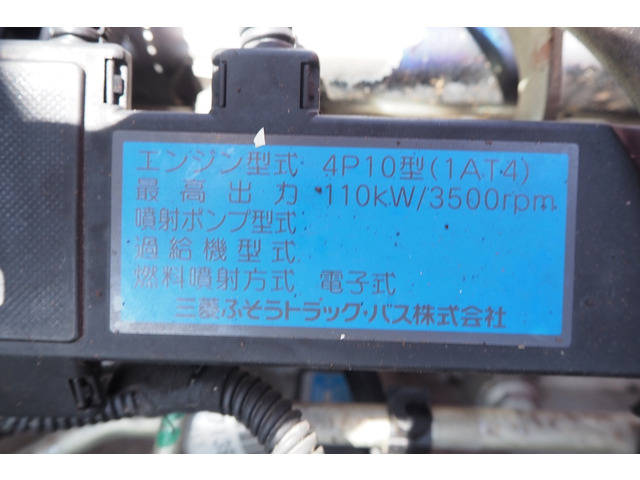 エンジン型式 4P10型(1AT4)
最高出力 110kW/3500rpm
噴射ポンプ型式
過給機型式
燃料噴射方式 電子式
三菱ふそうトラック・バス株式会社